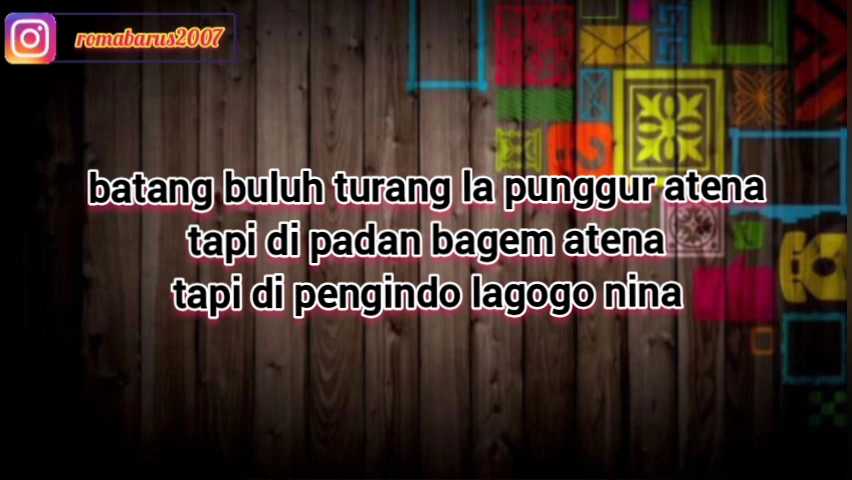 romabarus2007
batang buluh turang la punggur atena
tapi di padan bagem atena
tapi di pengindo lagogo nina